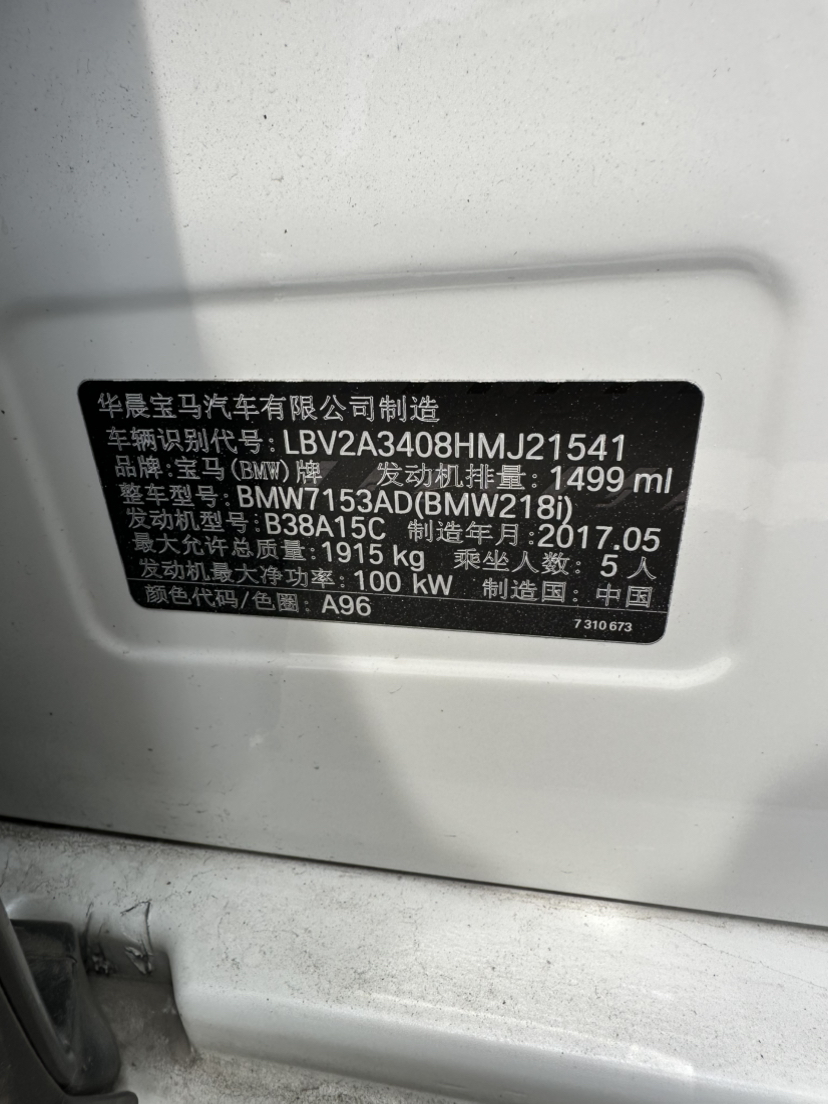 华晨宝马汽车有限公司制造
车辆识别代号: LBV2A3408HMJ21541
品牌: 宝马(BMW)牌 发动机排量: 1499 ml
整车型号: BMW7153AD(BMW218i)
发动机型号: B38A15C 制造年月: 2017.05
最大允许总质量: 1915 kg 乘坐人数: 5 人
发动机最大净功率: 100 kW 制造国: 中国
颜色代码/色圈: A96
7 310 673